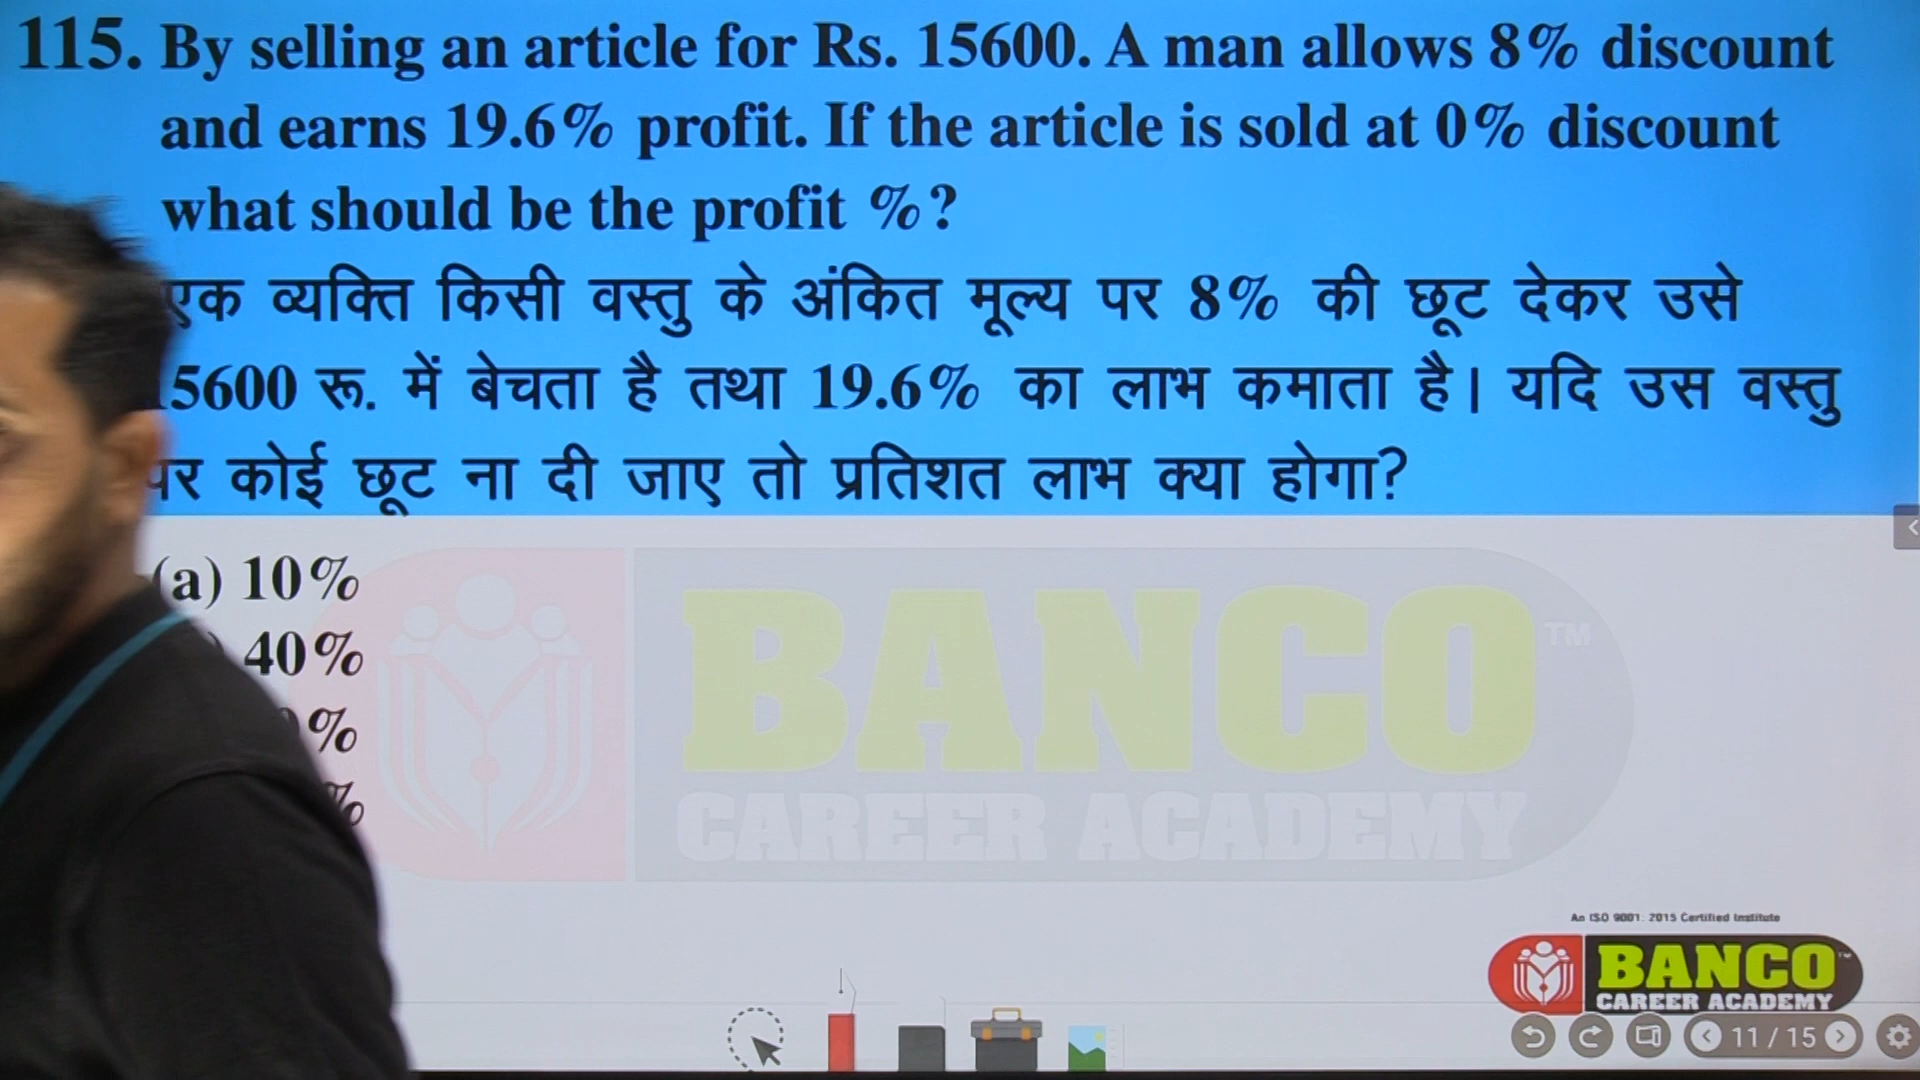 115. By selling an article for Rs. 15600. A man allows 8% discount
and earns 19.6% profit. If the article is sold at 0% discount
what should be the profit %?
एक व्यक्ति किसी वस्तु के अंकित मूल्य पर 8% की छूट देकर उसे
5600 रू. में बेचता है तथा 19.6% का लाभ कमाता है। यदि उस वस्तु
पर कोई छूट ना दी जाए तो प्रतिशत लाभ क्या होगा?
(a) 10%
) 40%
%
%
BANCO TM
CAREER ACADEMY
An ISO 9001: 2015 Certified Institute
BANCO
CAREER ACADEMY
11 / 15